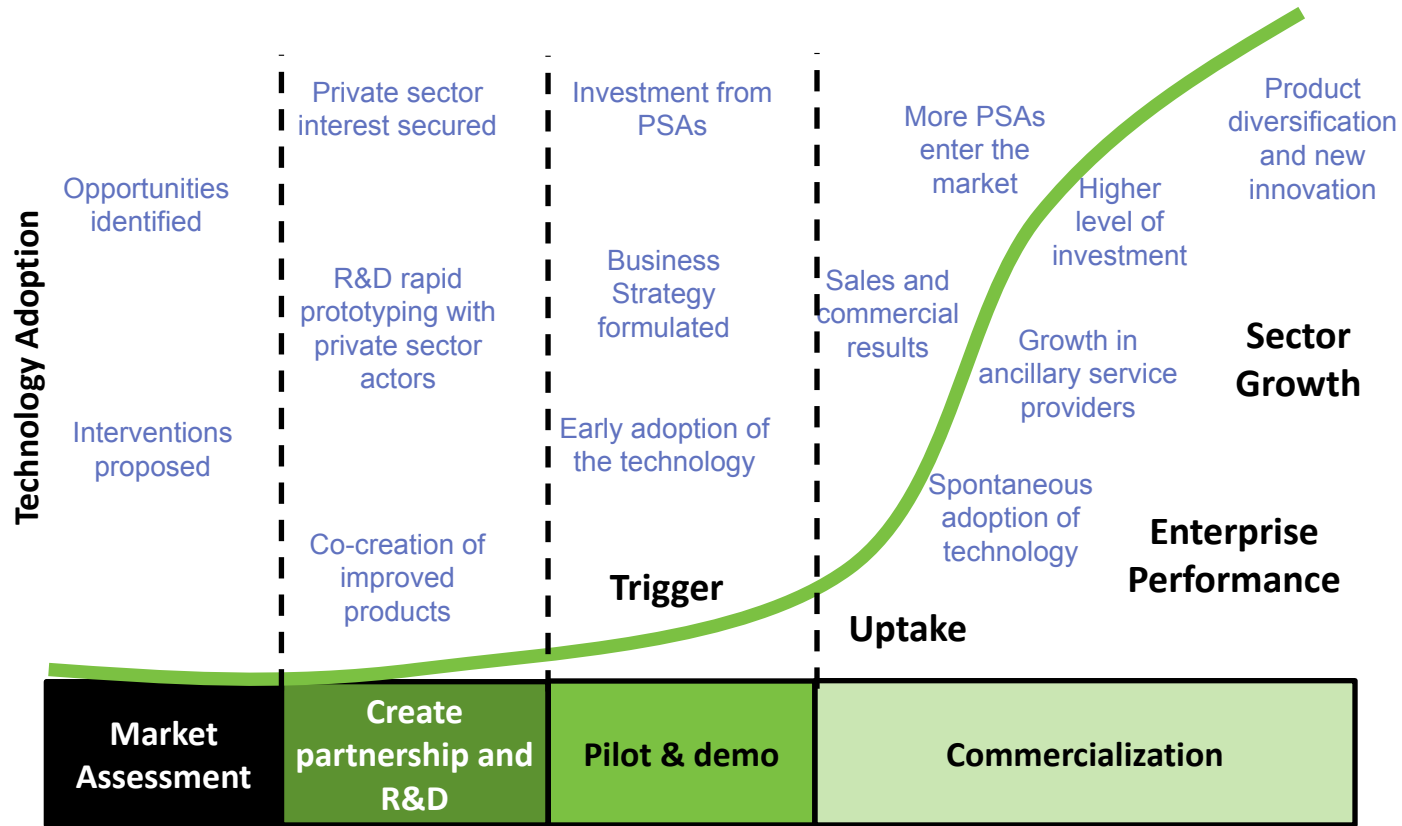 Technology Adoption
Opportunities
identified
Interventions
proposed
Private sector
interest secured
R&D rapid
prototyping with
private sector
actors
Co-creation of
improved
products
Investment from
PSAs
Business
Strategy
formulated
Early adoption of
the technology
Trigger
Sales and
commercial
results
Uptake
More PSAs
enter the
market
Higher
level of
investment
Growth in
ancillary service
providers
Spontaneous
adoption of
technology
Product
diversification
and new
innovation
Sector
Growth
Enterprise
Performance
Market
Assessment
Create
partnership and
R&D
Pilot & demo
Commercialization